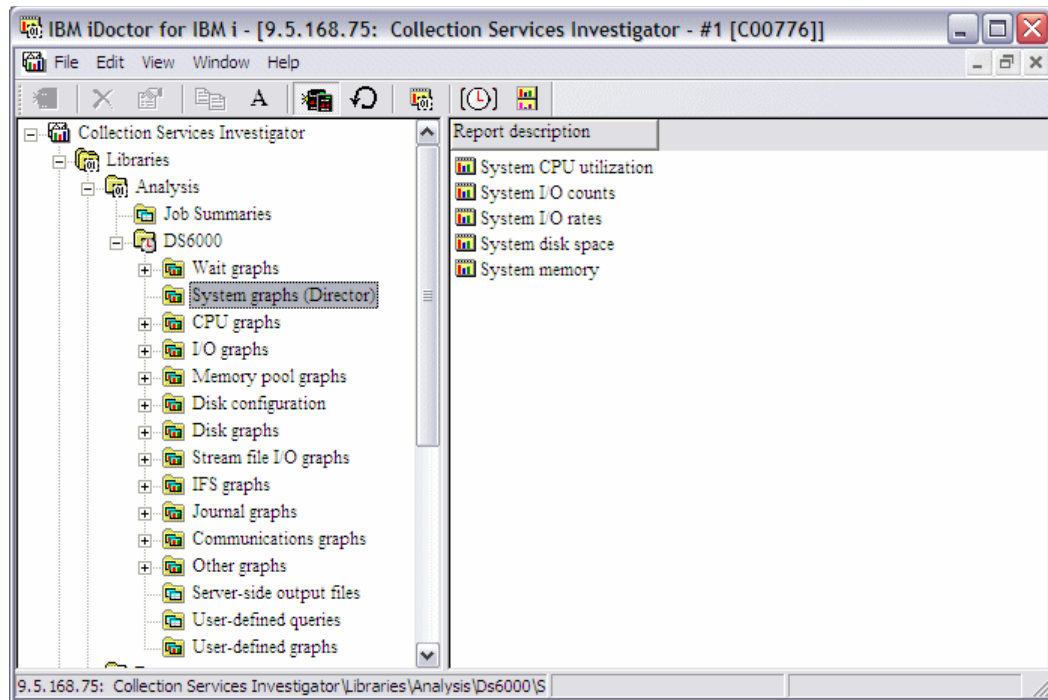 IBM iDoctor for IBM i - [9.5.168.75: Collection Services Investigator - #1 [C00776]]
File Edit View Window Help
A
Collection Services Investigator
Libraries
Analysis
Job Summaries
DS6000
Wait graphs
System graphs (Director)
CPU graphs
I/O graphs
Memory pool graphs
Disk configuration
Disk graphs
Stream file I/O graphs
IFS graphs
Journal graphs
Communications graphs
Other graphs
Server-side output files
User-defined queries
User-defined graphs
Report description
System CPU utilization
System I/O counts
System I/O rates
System disk space
System memory
9.5.168.75: Collection Services Investigator\Libraries\Analysis\Ds6000\S